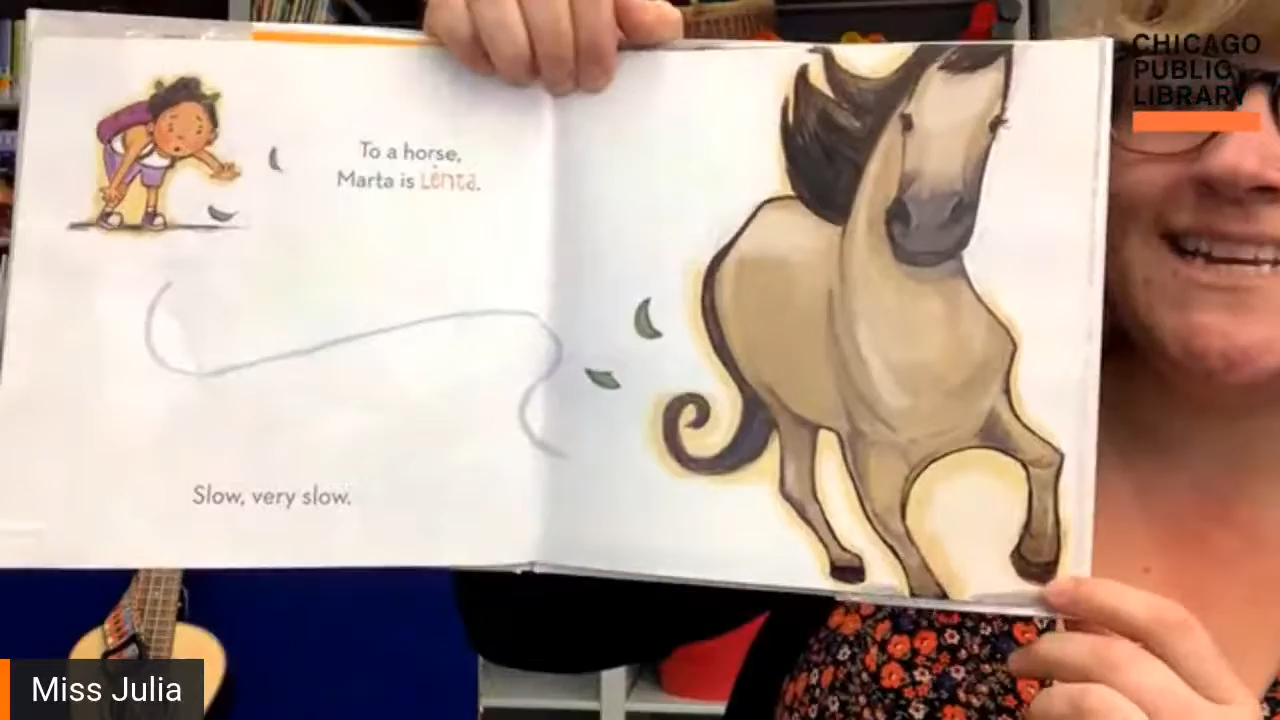 To a horse,
Marta is Lenta.
Slow, very slow.
CHICAGO
PUBLIC
LIBRARY
Miss Julia